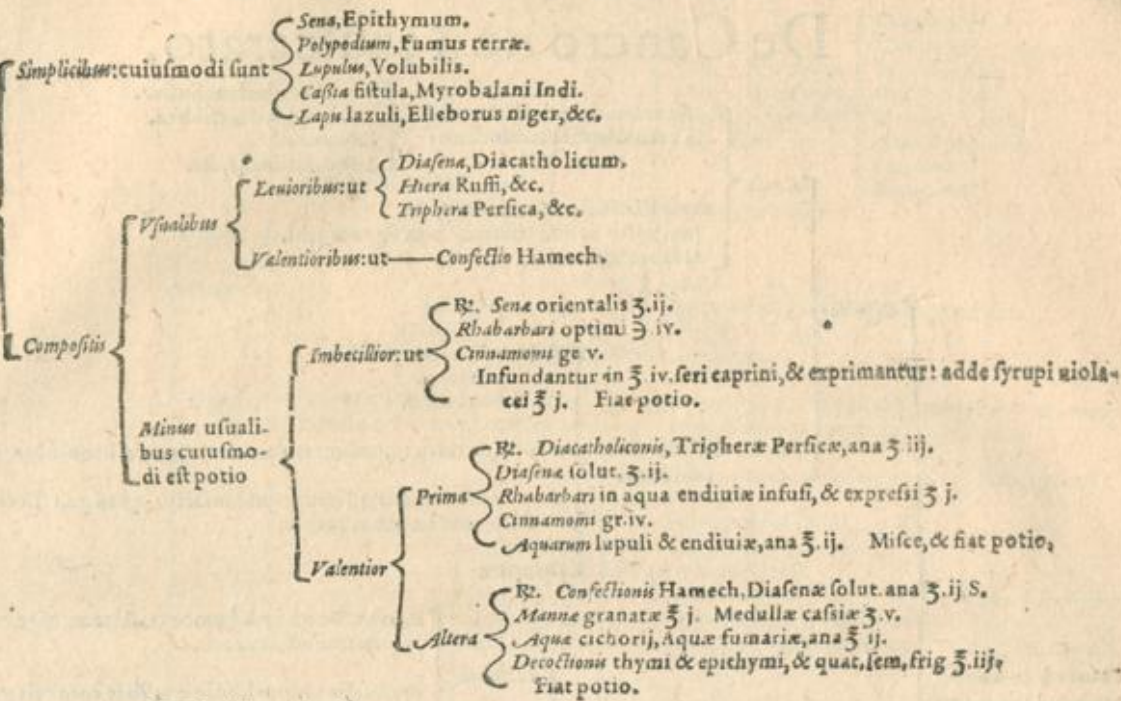 Simplicibus: cuiusmodi sunt
Sena, Epithymum.
Polypodium, Fumus terræ.
Lupulus, Volubilis.
Caßia fistula, Myrobalani Indi.
Lapis lazuli, Elleborus niger, &c.
Compositis
Vsualibus
Leuioribus: ut
Diasena, Diacatholicum.
Hiera Ruffi, &c.
Triphera Persica, &c.
Valentioribus: ut
Confectio Hamech.
Minus usuali-
bus cuiusmo-
di est potio
Imbecillior: ut
℞. Senæ orientalis ʒ. ij.
Rhabarbari optimi ℈ iv.
Cinnamomi gr v.
Infundantur in ℥ iv. seri caprini, & exprimantur: adde syrupi uiola-
cei ℥ j. Fiat potio.
Valentior
Prima
℞. Diacatholiconis, Tripheræ Persicæ, ana ʒ iij.
Diasenæ solut. ʒ. ij.
Rhabarbari in aqua endiuiæ infusi, & expressi ʒ j.
Cinnamomi gr. iv.
Aquarum lupuli & endiuiæ, ana ℥. ij. Misce, & fiat potio.
Altera
℞. Confectionis Hamech, Diasenæ solut. ana ʒ. ij S.
Mannæ granatæ ℥ j. Medullæ cassiæ ʒ. v.
Aquæ cichorij, Aquæ fumariæ, ana ℥ ij.
Decoctionis thymi & epithymi, & quat, sem, frig ℥. iij.
Fiat potio.